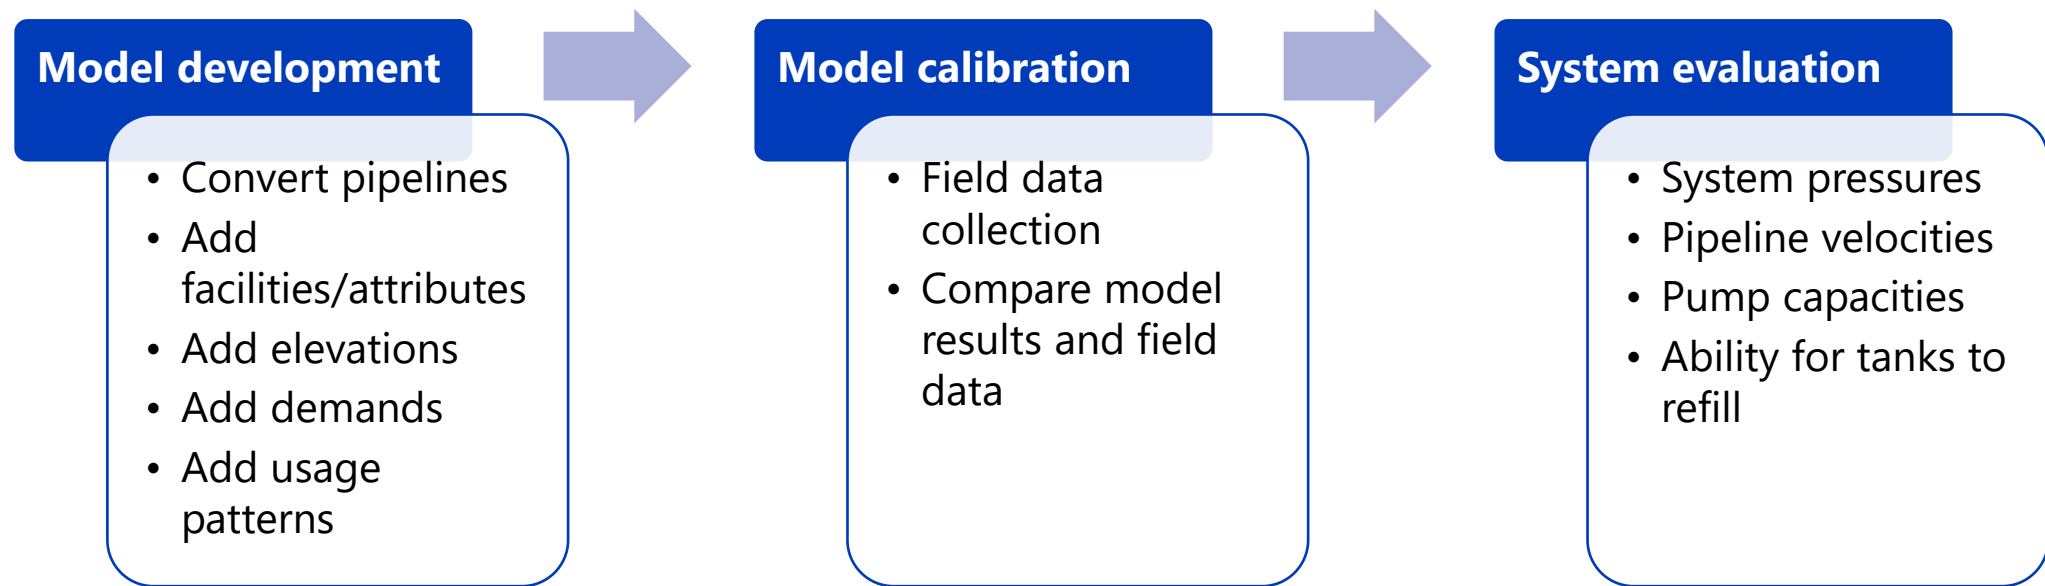 Model development
• Convert pipelines
• Add
facilities/attributes
• Add elevations
• Add demands
• Add usage
patterns
Model calibration
• Field data
collection
• Compare model
results and field
data
System evaluation
• System pressures
• Pipeline velocities
• Pump capacities
• Ability for tanks to
refill